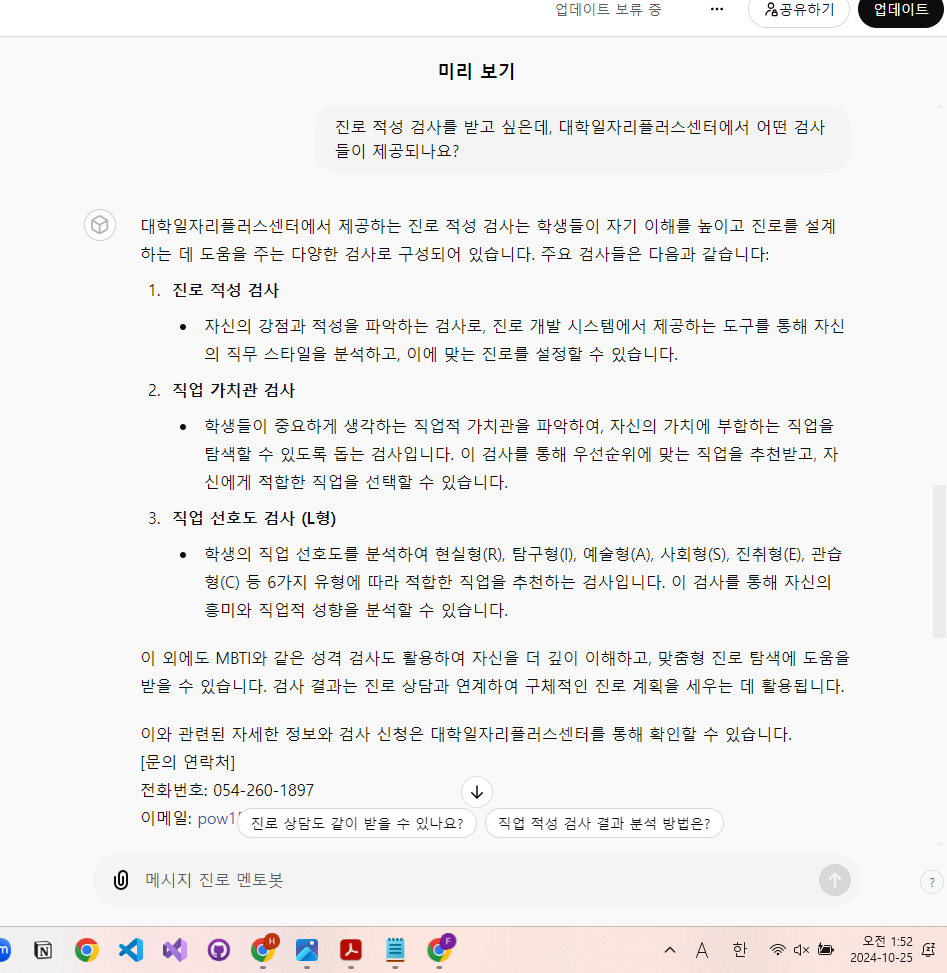 업데이트 보류 중
공유하기
업데이트
미리 보기
진로 적성 검사를 받고 싶은데, 대학일자리플러스센터에서 어떤 검사
들이 제공되나요?
대학일자리플러스센터에서 제공하는 진로 적성 검사는 학생들이 자기 이해를 높이고 진로를 설계
하는 데 도움을 주는 다양한 검사로 구성되어 있습니다. 주요 검사들은 다음과 같습니다:
1. 진로 적성 검사
• 자신의 강점과 적성을 파악하는 검사로, 진로 개발 시스템에서 제공하는 도구를 통해 자신
의 직무 스타일을 분석하고, 이에 맞는 진로를 설정할 수 있습니다.
2. 직업 가치관 검사
• 학생들이 중요하게 생각하는 직업적 가치관을 파악하여, 자신의 가치에 부합하는 직업을
탐색할 수 있도록 돕는 검사입니다. 이 검사를 통해 우선순위에 맞는 직업을 추천받고, 자
신에게 적합한 직업을 선택할 수 있습니다.
3. 직업 선호도 검사 (L형)
• 학생의 직업 선호도를 분석하여 현실형(R), 탐구형(I), 예술형(A), 사회형(S), 진취형(E), 관습
형(C) 등 6가지 유형에 따라 적합한 직업을 추천하는 검사입니다. 이 검사를 통해 자신의
흥미와 직업적 성향을 분석할 수 있습니다.
이 외에도 MBTI와 같은 성격 검사도 활용하여 자신을 더 깊이 이해하고, 맞춤형 진로 탐색에 도움을
받을 수 있습니다. 검사 결과는 진로 상담과 연계하여 구체적인 진로 계획을 세우는 데 활용됩니다.
이와 관련된 자세한 정보와 검사 신청은 대학일자리플러스센터를 통해 확인할 수 있습니다.
[문의 연락처]
전화번호: 054-260-1897
이메일: pow1
진로 상담도 같이 받을 수 있나요?
직업 적성 검사 결과 분석 방법은?
메시지 진로 멘토봇
?
m
N
H
F
A
한
오전 1:52
2024-10-25